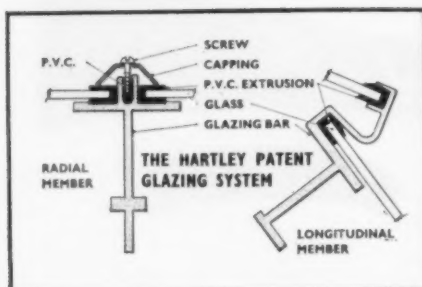 SCREW
P.V.C.
CAPPING
P.V.C. EXTRUSION
GLASS
GLAZING BAR
RADIAL
MEMBER
THE HARTLEY PATENT
GLAZING SYSTEM
LONGITUDINAL
MEMBER